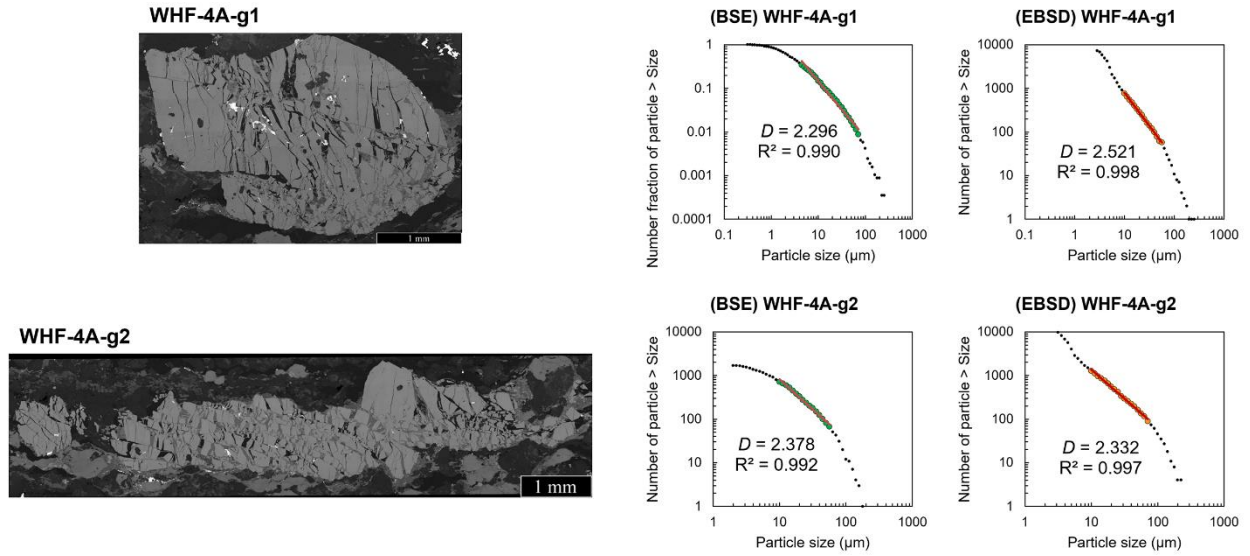 WHF-4A-g1
1 mm
(BSE) WHF-4A-g1
Number fraction of particle > Size
1
0.1
0.01
0.001
0.0001
D = 2.296
R² = 0.990
0.1 1 10 100 1000
Particle size (μm)
(EBSD) WHF-4A-g1
Number of particle > Size
10000
1000
100
10
1
D = 2.521
R² = 0.998
0.1 1 10 100 1000
Particle size (μm)
WHF-4A-g2
1 mm
(BSE) WHF-4A-g2
Number of particle > Size
10000
1000
100
10
1
D = 2.378
R² = 0.992
1 10 100 1000
Particle size (μm)
(EBSD) WHF-4A-g2
Number of particle > Size
10000
1000
100
10
1
D = 2.332
R² = 0.997
1 10 100 1000
Particle size (μm)